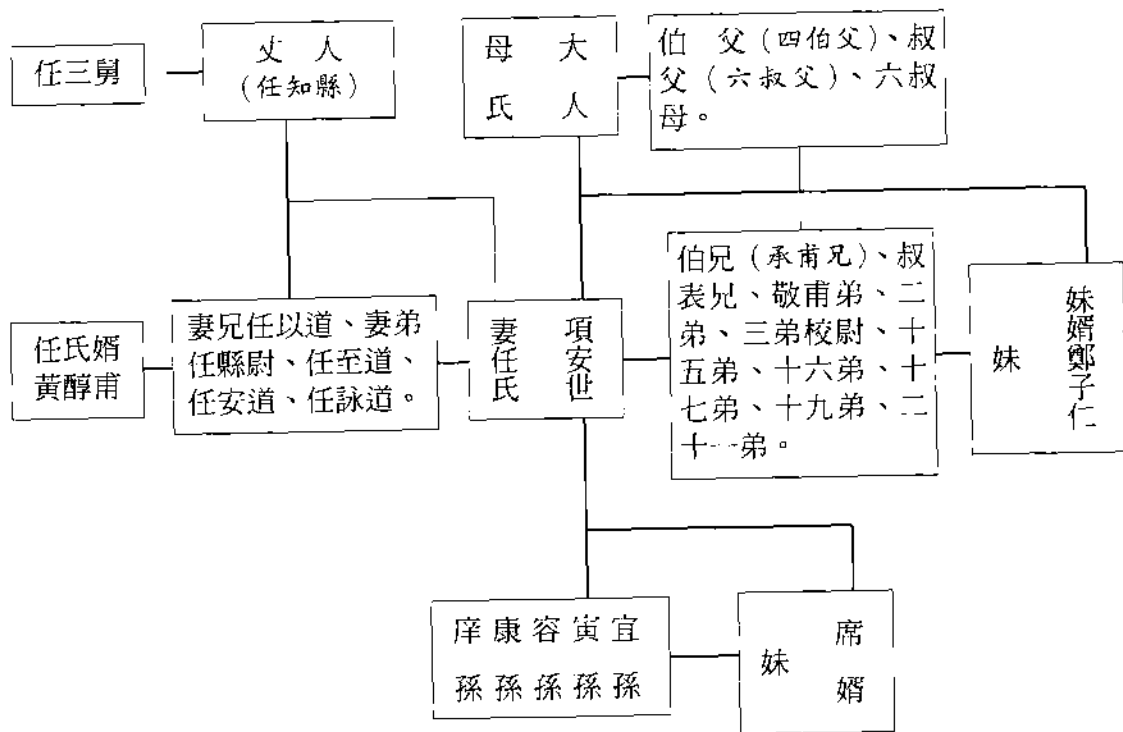 任三舅
丈人
(任知縣)
大人
母氏
伯父(四伯父)、叔
父(六叔父)、六叔
母。
任氏婿
黃醇甫
妻兄任以道、妻弟
任縣尉、任至道、
任安道、任詠道。
項安世
妻任氏
伯兄(承甫兄)、叔
表兄、敬甫弟、二
弟、三弟校尉、十
五弟、十六弟、十
七弟、十九弟、二
十一弟。
妹婿鄭子仁
妹
庠康容寅宜
孫孫孫孫孫
席婿
妹